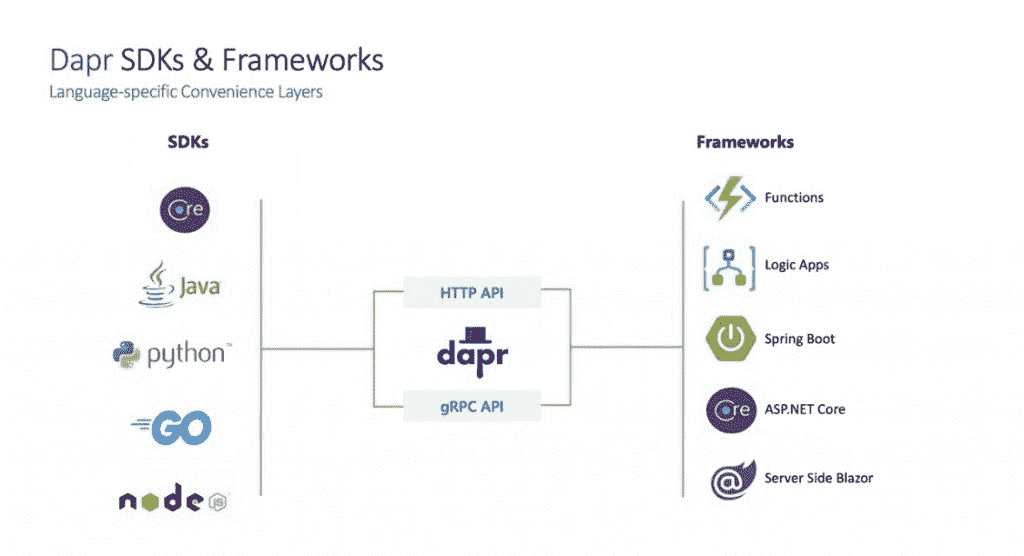 Dapr SDKs & Frameworks
Language-specific Convenience Layers
SDKs
Core
Java
python™
GO
node JS
HTTP API
dapr
gRPC API
Frameworks
Functions
Logic Apps
Spring Boot
Core ASP.NET Core
@ Server Side Blazor